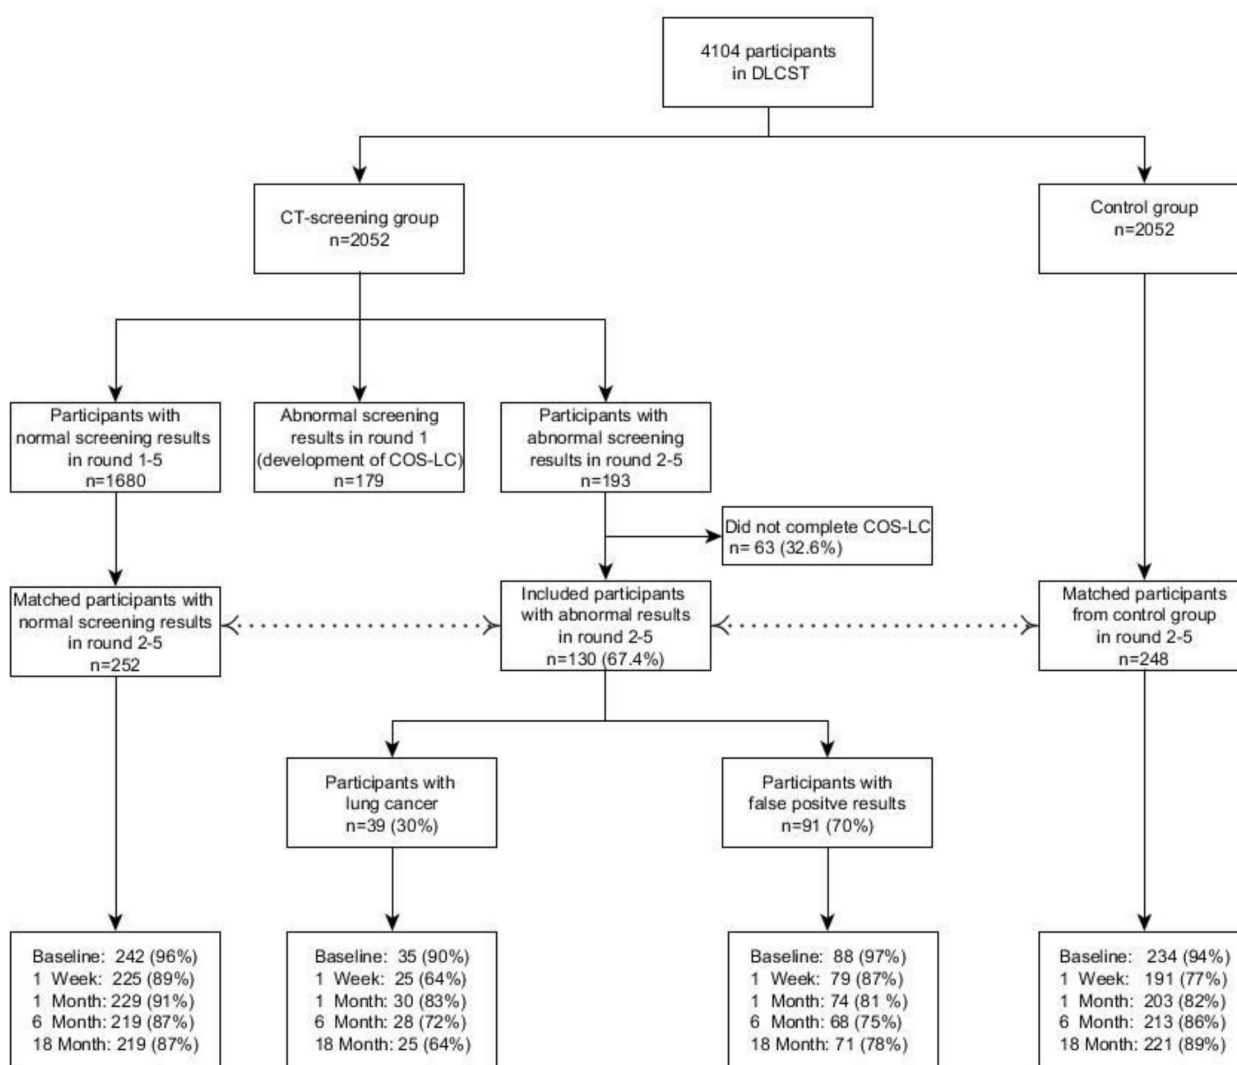 4104 participants
in DLCST
CT-screening group
n=2052
Control group
n=2052
Participants with
normal screening results
in round 1-5
n=1680
Abnormal screening
results in round 1
(development of COS-LC)
n=179
Participants with
abnormal screening
results in round 2-5
n=193
Did not complete COS-LC
n= 63 (32.6%)
Matched participants with
normal screening results
in round 2-5
n=252
Included participants
with abnormal results
in round 2-5
n=130 (67.4%)
Matched participants
from control group
in round 2-5
n=248
Participants with
lung cancer
n=39 (30%)
Participants with
false positve results
n=91 (70%)
Baseline: 242 (96%)
1 Week: 225 (89%)
1 Month: 229 (91%)
6 Month: 219 (87%)
18 Month: 219 (87%)
Baseline: 35 (90%)
1 Week: 25 (64%)
1 Month: 30 (83%)
6 Month: 28 (72%)
18 Month: 25 (64%)
Baseline: 88 (97%)
1 Week: 79 (87%)
1 Month: 74 (81 %)
6 Month: 68 (75%)
18 Month: 71 (78%)
Baseline: 234 (94%)
1 Week: 191 (77%)
1 Month: 203 (82%)
6 Month: 213 (86%)
18 Month: 221 (89%)